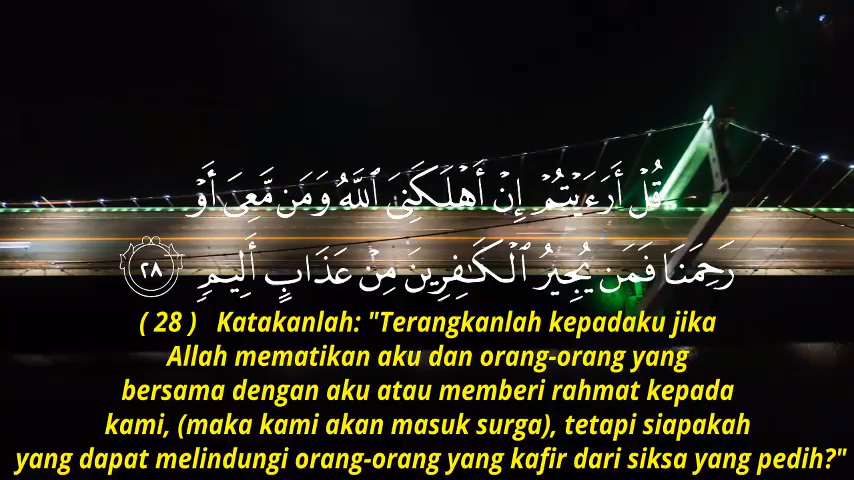 قُلْ أَرَءَيْتُمْ إِنْ أَهْلَكَنِىَ ٱللَّهُ وَمَن مَّعِىَ أَوْ
رَحِمَنَا فَمَن يُجِيرُ ٱلْكَـٰفِرِينَ مِنْ عَذَابٍ أَلِيمٍۢ ٢٨
( 28 ) Katakanlah: "Terangkanlah kepadaku jika
Allah mematikan aku dan orang-orang yang
bersama dengan aku atau memberi rahmat kepada
kami, (maka kami akan masuk surga), tetapi siapakah
yang dapat melindungi orang-orang yang kafir dari siksa yang pedih?"